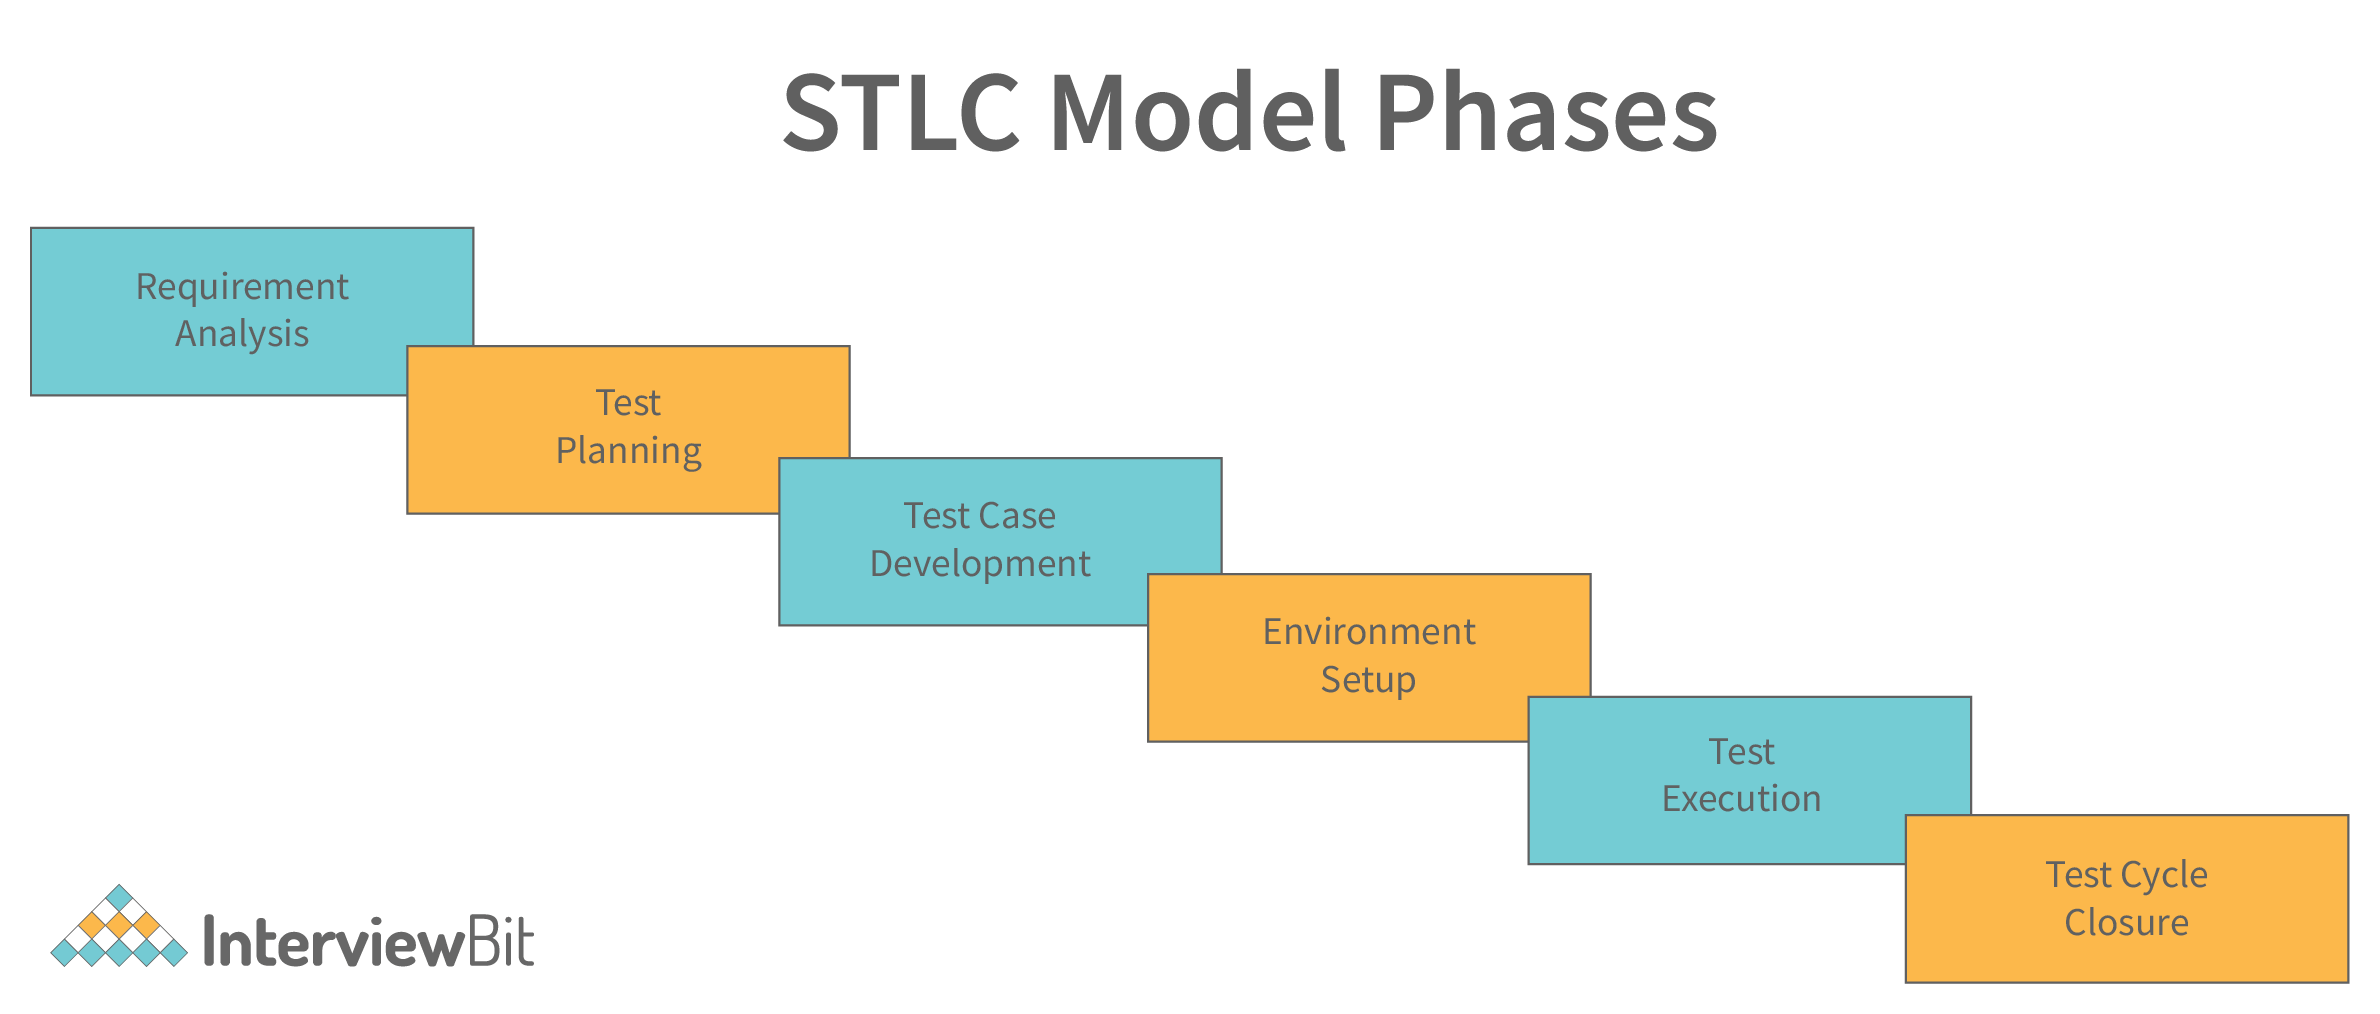 STLC Model Phases
Requirement
Analysis
Test
Planning
Test Case
Development
Environment
Setup
Test
Execution
Test Cycle
Closure
InterviewBit